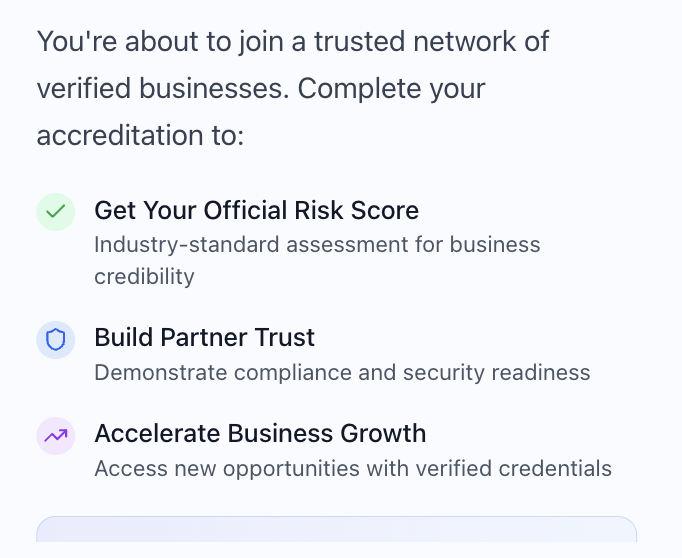 You're about to join a trusted network of
verified businesses. Complete your
accreditation to:
Get Your Official Risk Score
Industry-standard assessment for business
credibility
Build Partner Trust
Demonstrate compliance and security readiness
Accelerate Business Growth
Access new opportunities with verified credentials